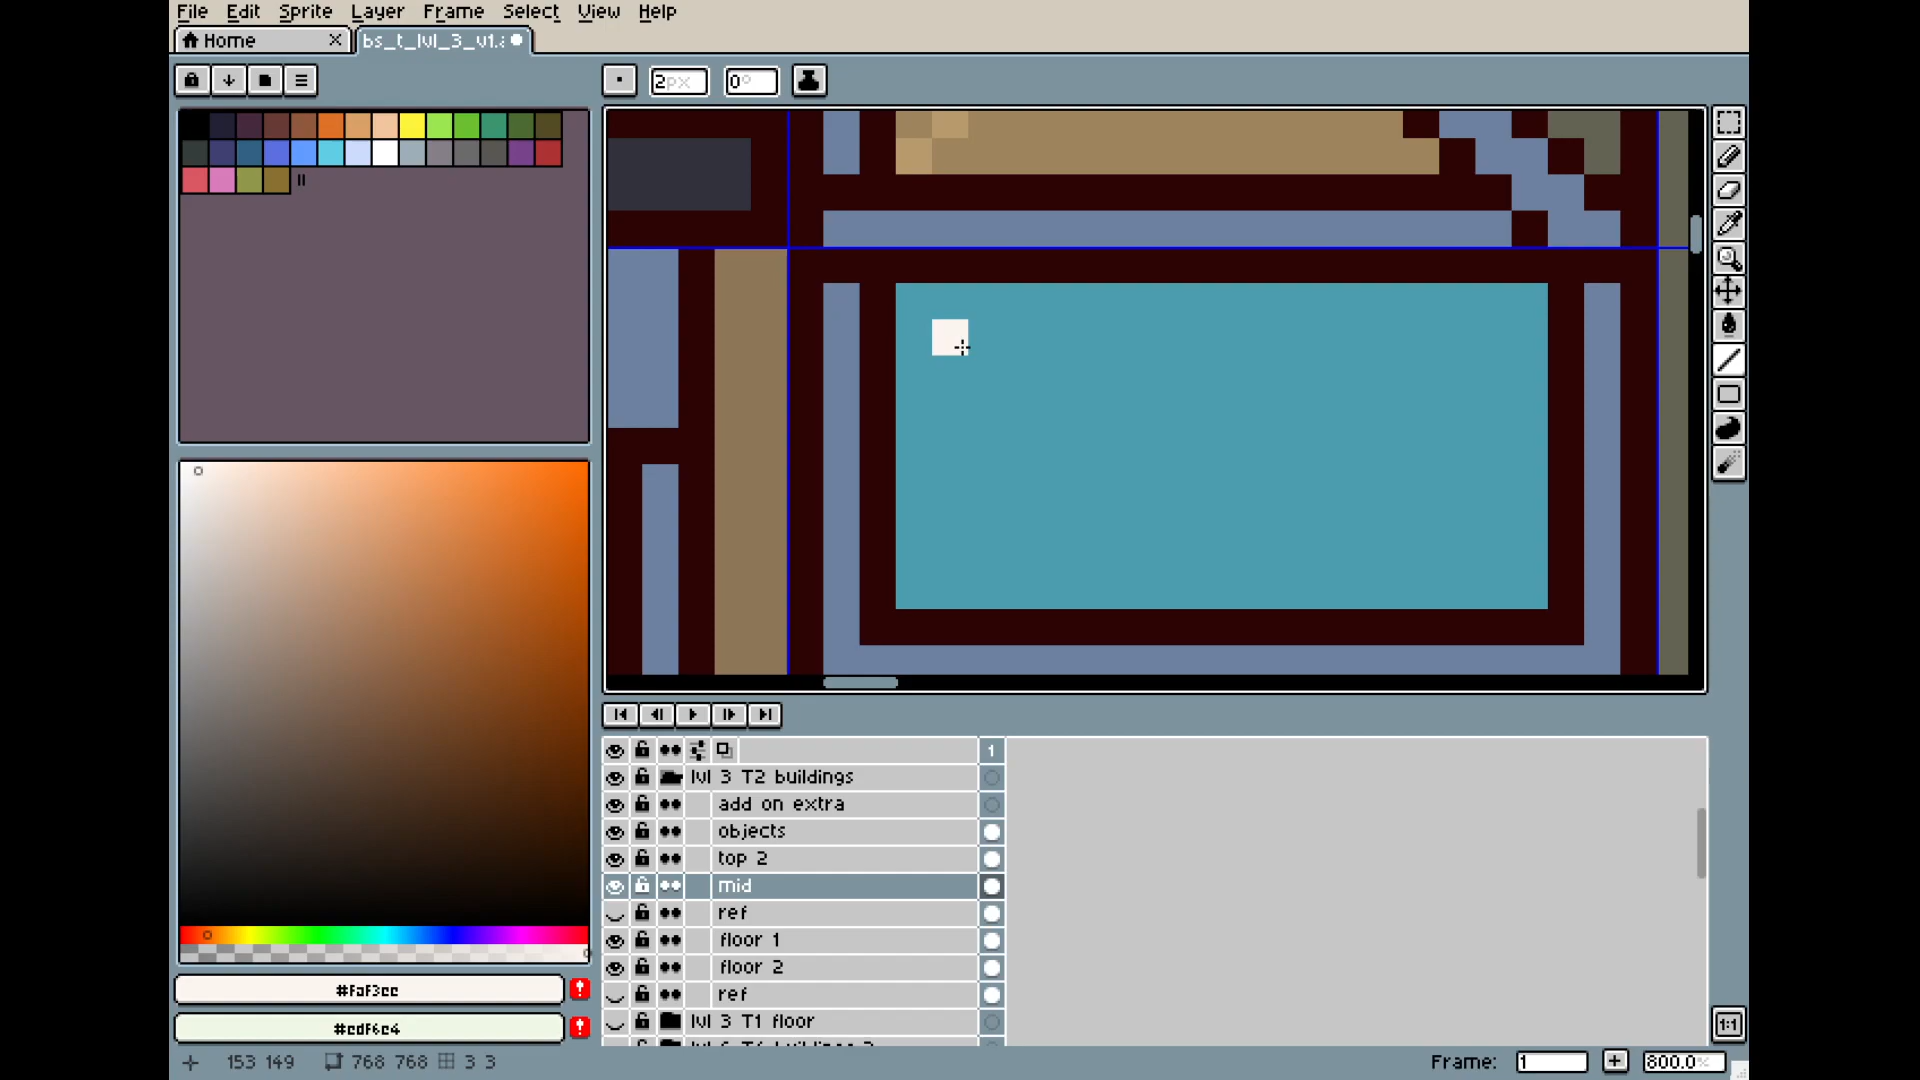 File Edit Sprite Layer Frame Select View Help
Home bs_t_lvl_3_v1.a
2px 0°
1
lvl 3 T2 buildings
add on extra
objects
top 2
mid
ref
floor 1
floor 2
ref
lvl 3 T1 floor
#faf3ee
#edf6e4
1:1
153 149 768 768 3 3
Frame: 1 800.0%